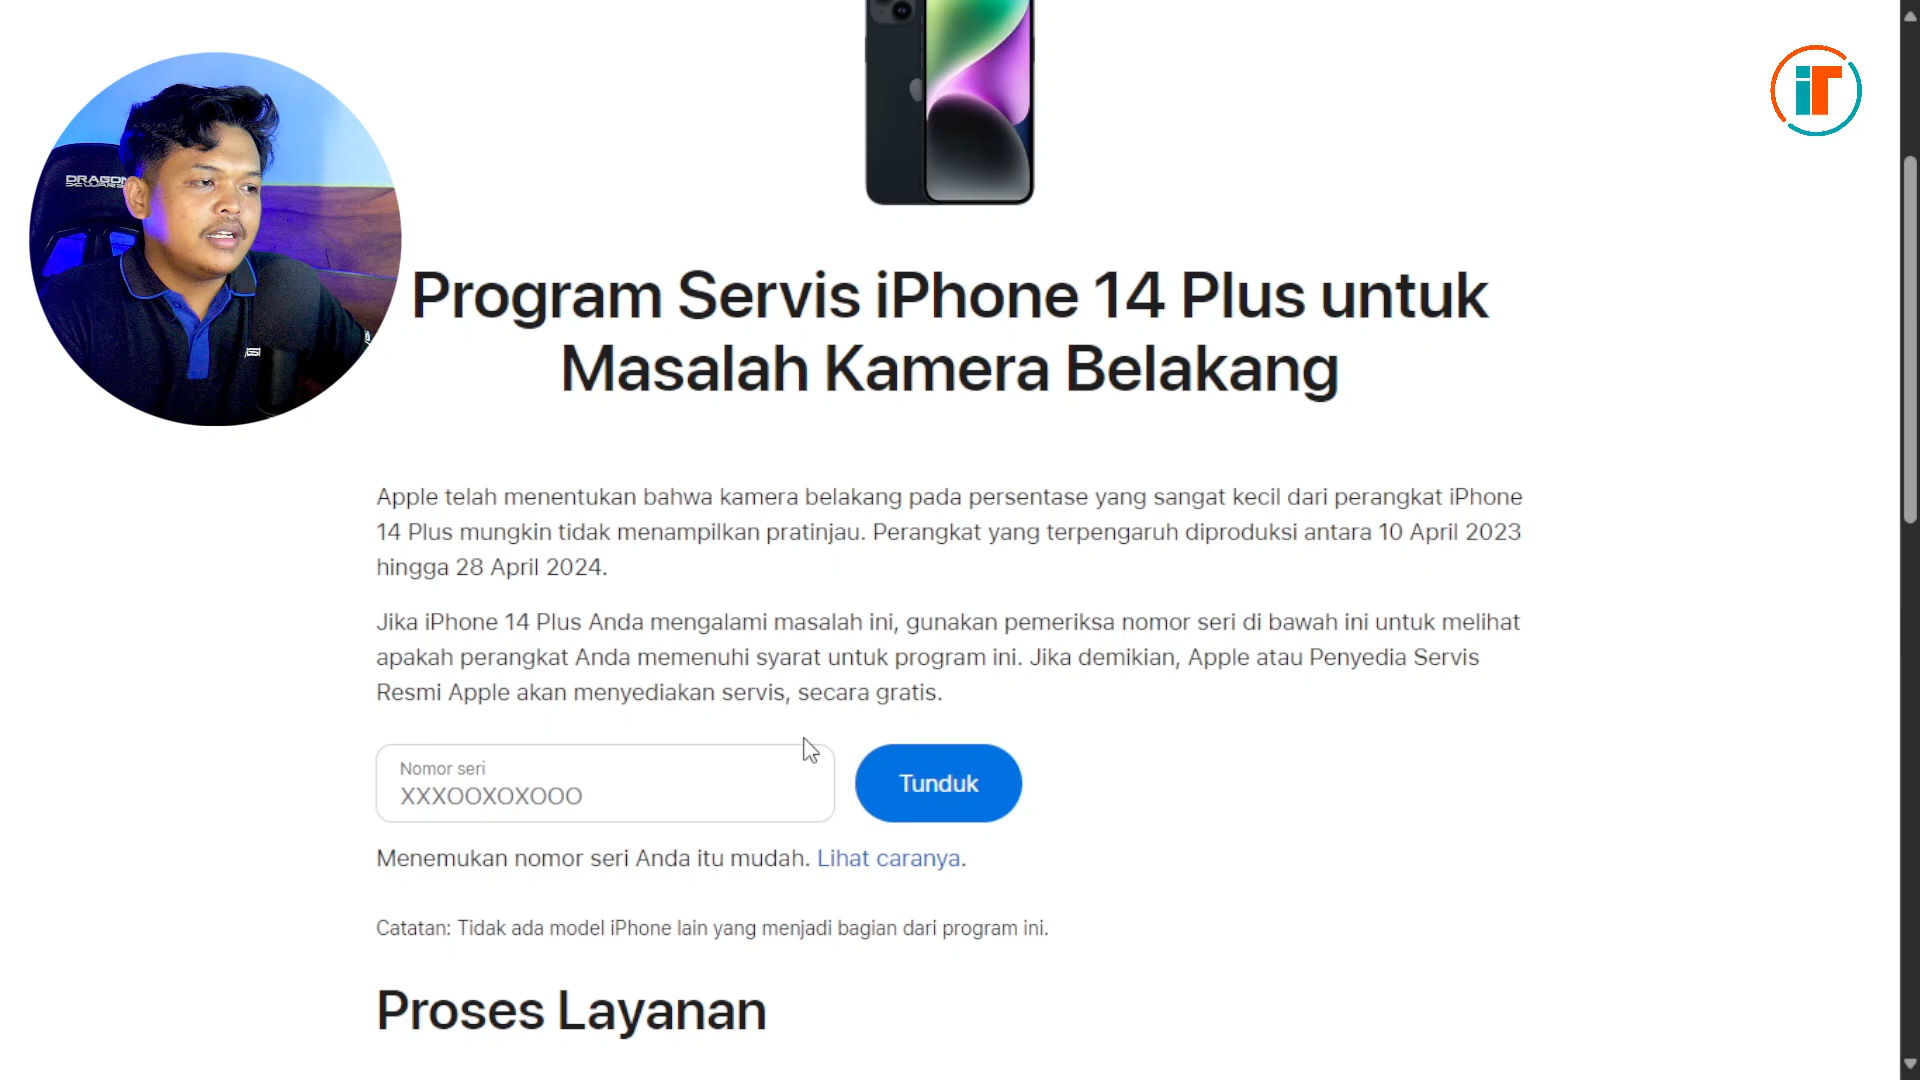 DRAGON
WAR
iT
Program Servis iPhone 14 Plus untuk
Masalah Kamera Belakang
Apple telah menentukan bahwa kamera belakang pada persentase yang sangat kecil dari perangkat iPhone
14 Plus mungkin tidak menampilkan pratinjau. Perangkat yang terpengaruh diproduksi antara 10 April 2023
hingga 28 April 2024.
Jika iPhone 14 Plus Anda mengalami masalah ini, gunakan pemeriksa nomor seri di bawah ini untuk melihat
apakah perangkat Anda memenuhi syarat untuk program ini. Jika demikian, Apple atau Penyedia Servis
Resmi Apple akan menyediakan servis, secara gratis.
Nomor seri
XXXOOXOXOOO
Tunduk
Menemukan nomor seri Anda itu mudah. Lihat caranya.
Catatan: Tidak ada model iPhone lain yang menjadi bagian dari program ini.
Proses Layanan